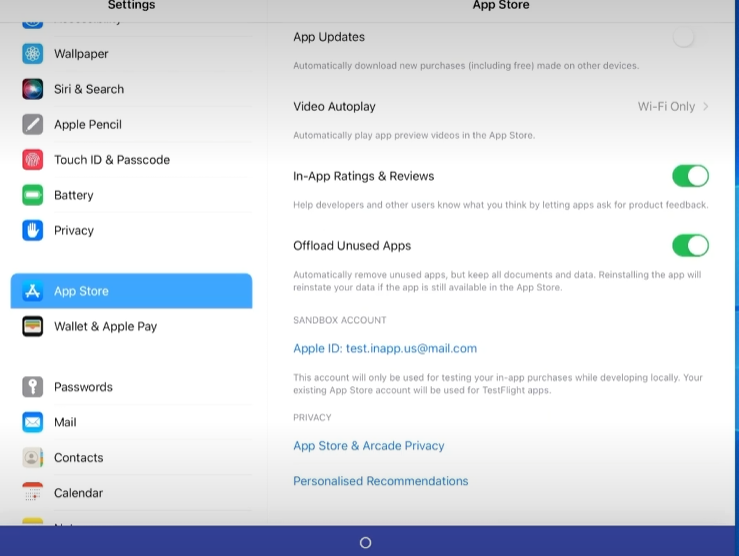 Settings
App Store
Wallpaper
Siri & Search
Apple Pencil
Touch ID & Passcode
Battery
Privacy
App Store
Wallet & Apple Pay
Passwords
Mail
Contacts
Calendar
App Updates
Automatically download new purchases (including free) made on other devices.
Video Autoplay
Wi-Fi Only
Automatically play app preview videos in the App Store.
In-App Ratings & Reviews
Help developers and other users know what you think by letting apps ask for product feedback.
Offload Unused Apps
Automatically remove unused apps, but keep all documents and data. Reinstalling the app will
reinstate your data if the app is still available in the App Store.
SANDBOX ACCOUNT
Apple ID: test.inapp.us@mail.com
This account will only be used for testing your in-app purchases while developing locally. Your
existing App Store account will be used for TestFlight apps.
PRIVACY
App Store & Arcade Privacy
Personalised Recommendations